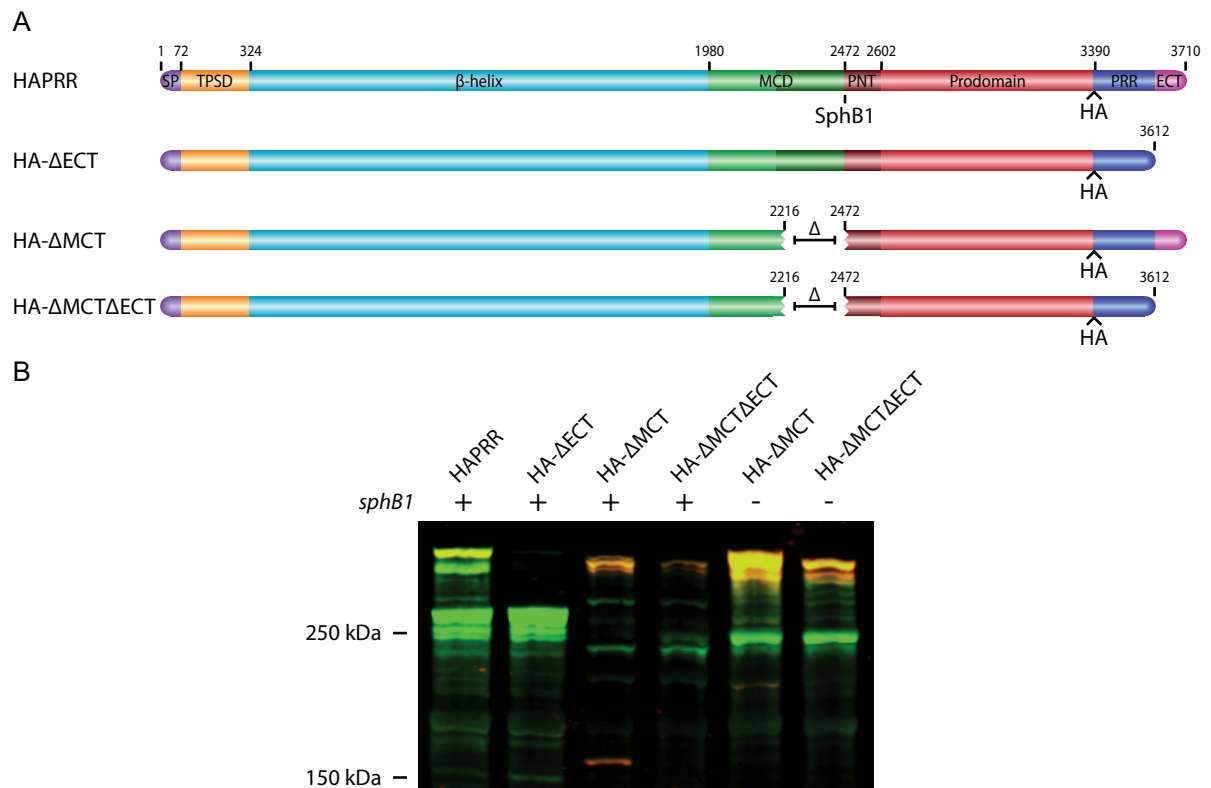 A
1 72 324 1980 2472 2602 3390 3710
HAPRR SP TPSD β-helix MCD PNT Prodomain PRR ECT
SphB1 HA
3612
HA-ΔECT
HA
2216 2472
HA-ΔMCT Δ
HA
2216 2472 3612
HA-ΔMCTΔECT Δ
HA
B
HAPRR HA-ΔECT HA-ΔMCT HA-ΔMCTΔECT HA-ΔMCT HA-ΔMCTΔECT
sphB1 + + + + - -
250 kDa
150 kDa